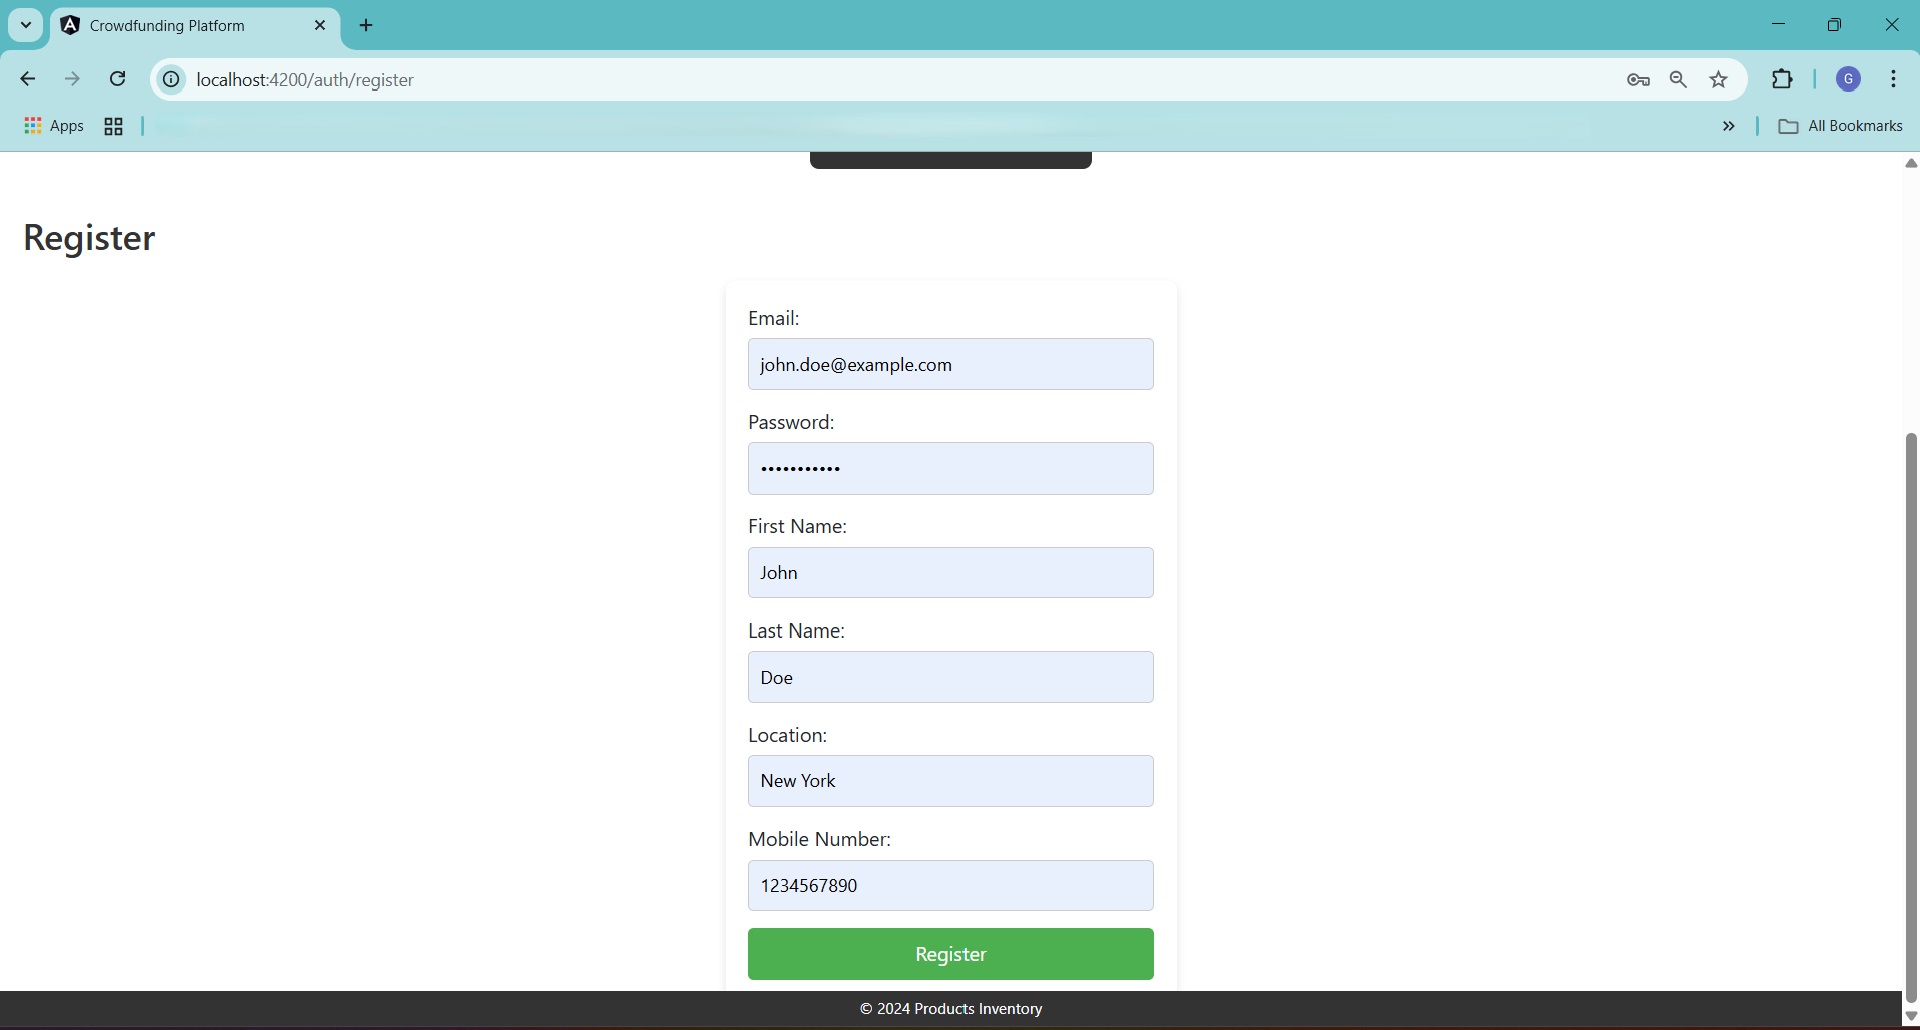 Crowdfunding Platform
localhost:4200/auth/register
G
Apps
All Bookmarks
Register
Email:
john.doe@example.com
Password:
•••••••••••
First Name:
John
Last Name:
Doe
Location:
New York
Mobile Number:
1234567890
Register
© 2024 Products Inventory